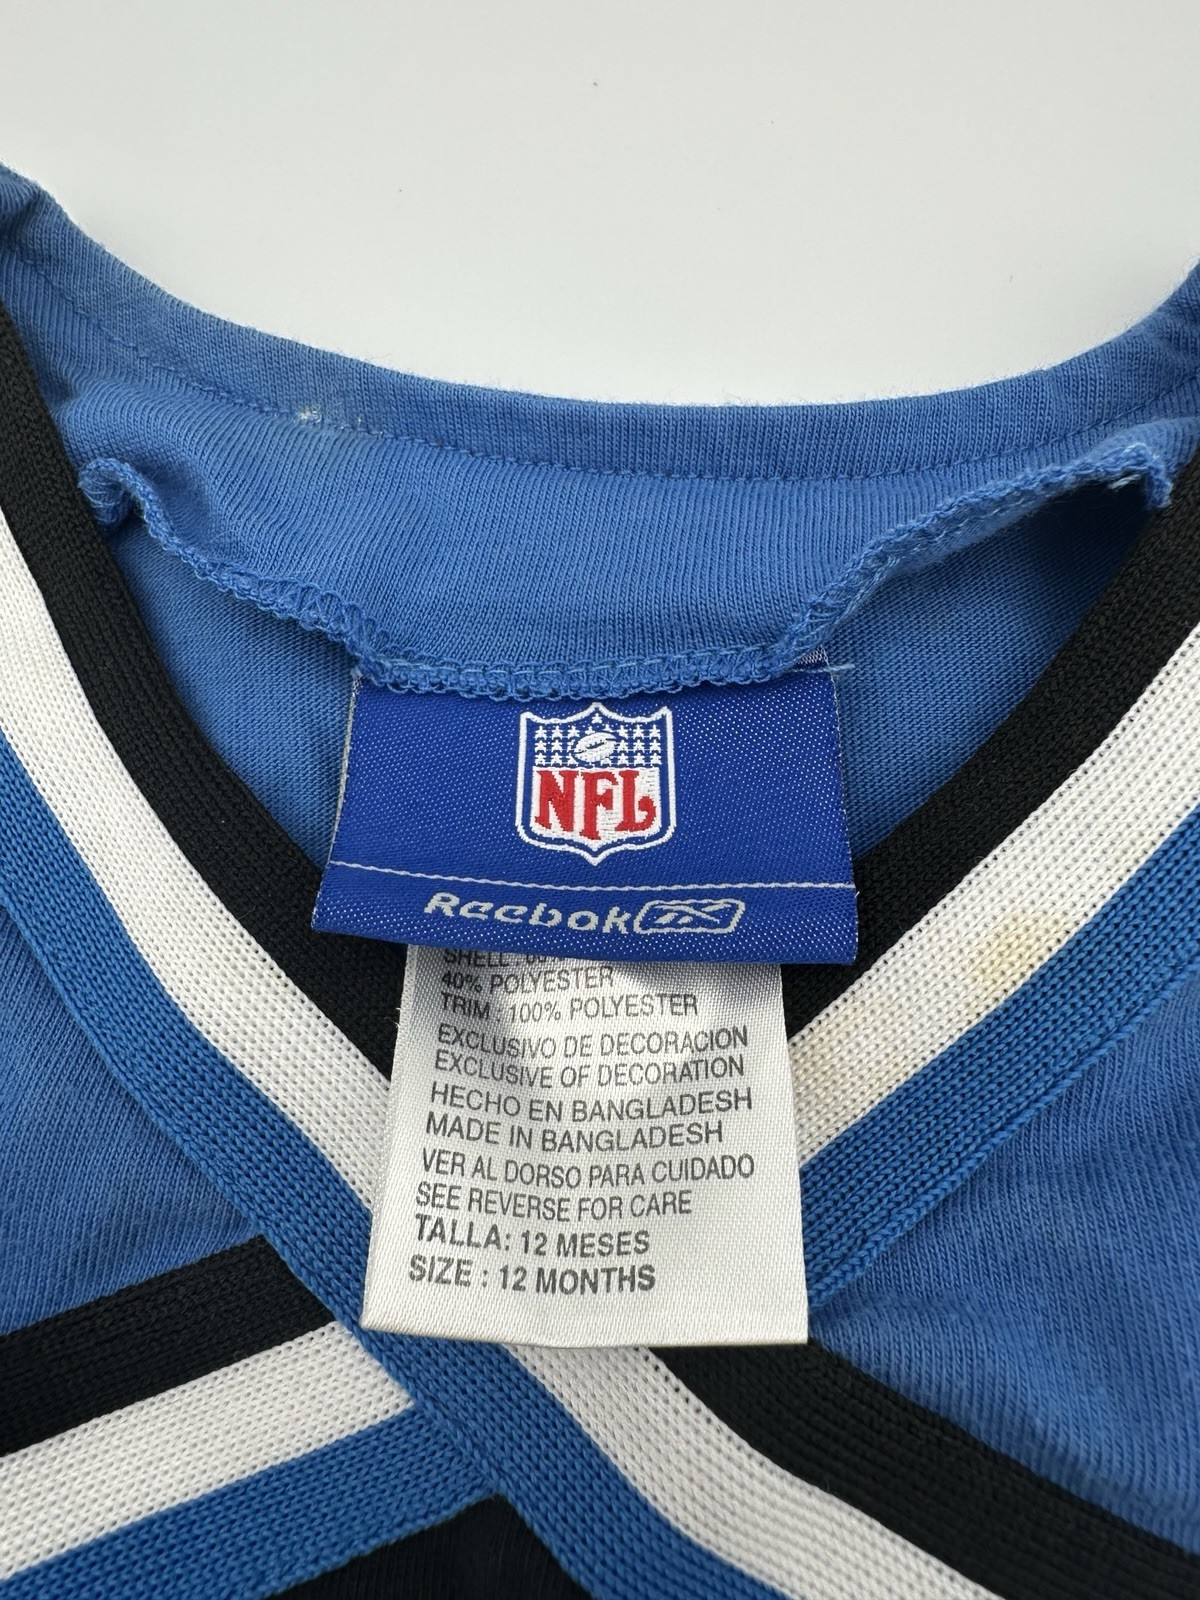 NFL
Reebok
SHELL
40% POLYESTER
TRIM : 100% POLYESTER
EXCLUSIVO DE DECORACION
EXCLUSIVE OF DECORATION
HECHO EN BANGLADESH
MADE IN BANGLADESH
VER AL DORSO PARA CUIDADO
SEE REVERSE FOR CARE
TALLA: 12 MESES
SIZE : 12 MONTHS